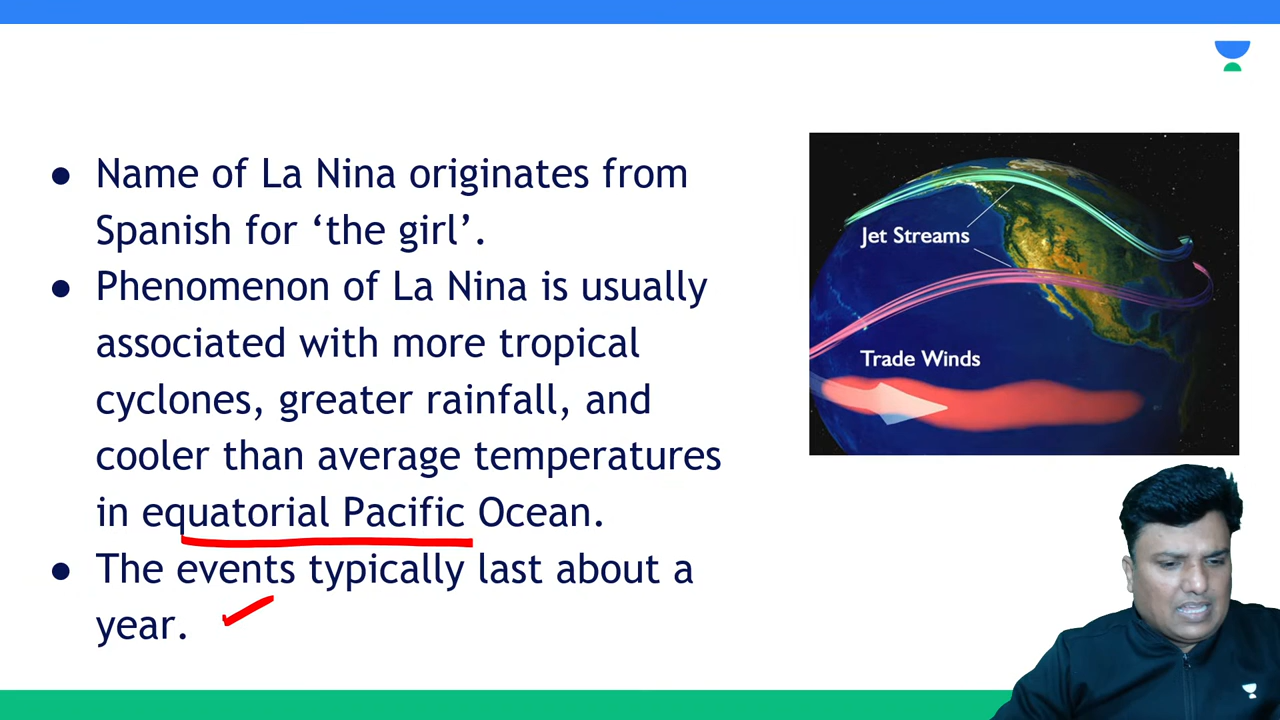 ● Name of La Nina originates from
Spanish for ‘the girl’.
● Phenomenon of La Nina is usually
associated with more tropical
cyclones, greater rainfall, and
cooler than average temperatures
in equatorial Pacific Ocean.
● The events typically last about a
year.
Jet Streams
Trade Winds